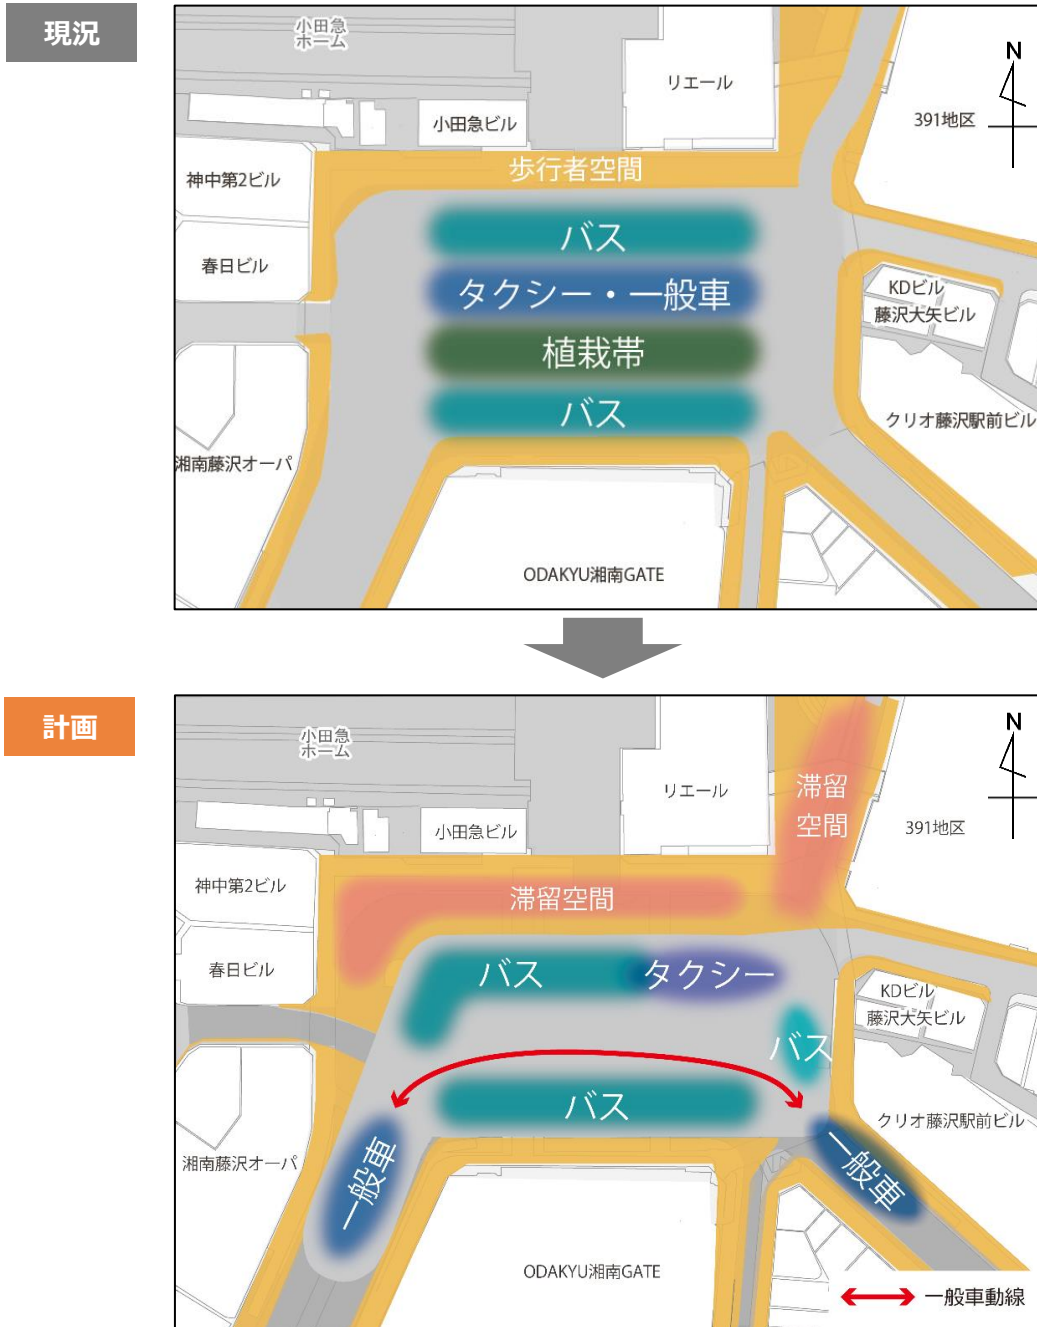 現況
小田急
ホーム
N
リエール
391地区
小田急ビル
歩行者空間
神中第2ビル
バス
春日ビル
タクシー・一般車
KDビル
藤沢大矢ビル
植栽帯
バス
クリオ藤沢駅前ビル
湘南藤沢オーパ
ODAKYU湘南GATE
計画
小田急
ホーム
N
滞留
空間
リエール
391地区
小田急ビル
神中第2ビル
滞留空間
春日ビル
バス
タクシー
KDビル
藤沢大矢ビル
バス
バス
クリオ藤沢駅前ビル
一般車
一般車
湘南藤沢オーパ
ODAKYU湘南GATE
一般車動線